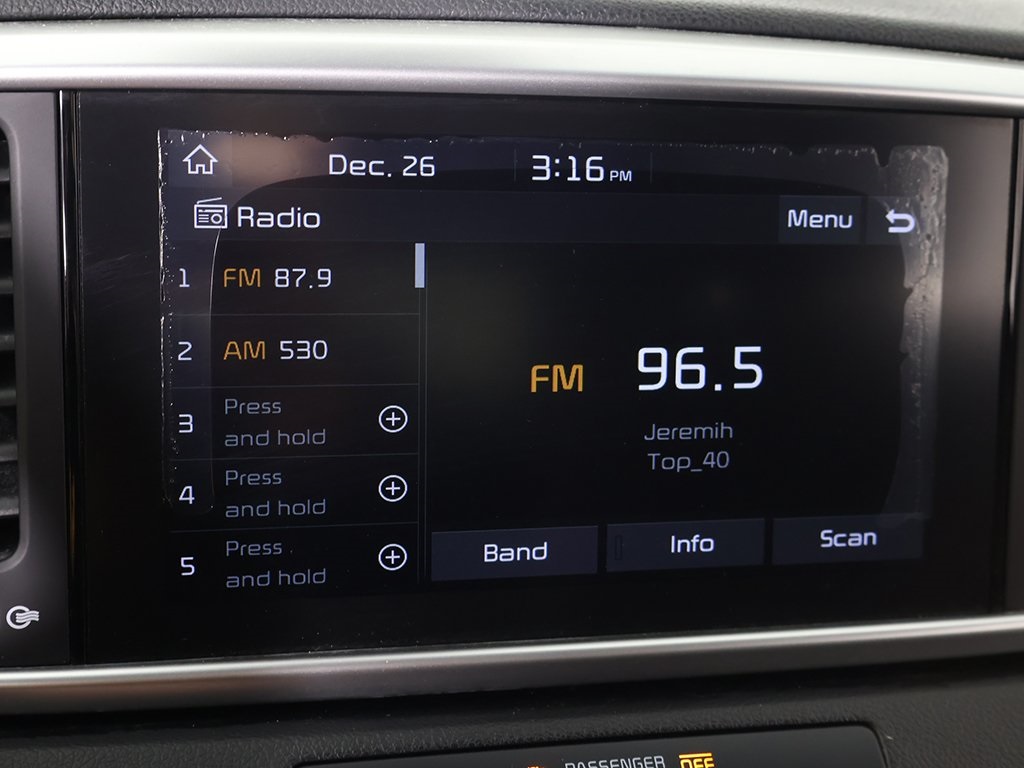 Dec. 26 3:16 PM
Radio Menu
1 FM 87.9
2 AM 530
3 Press
and hold
4 Press
and hold
5 Press
and hold
FM 96.5
Jeremih
Top_40
Band Info Scan
PASSENGER OFF